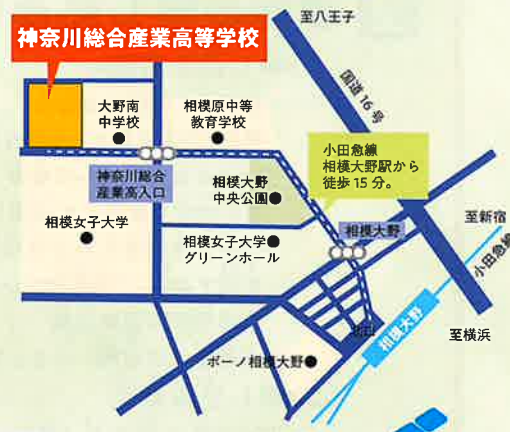 至八王子
神奈川総合産業高等学校
国道16号
大野南
中学校
相模原中等
教育学校
小田急線
相模大野駅から
徒歩15分。
神奈川総合
産業高入口
相模大野
中央公園
相模女子大学
相模大野
至新宿
小田急線
相模女子大学
グリーンホール
北口
相模大野
至横浜
ボーノ相模大野